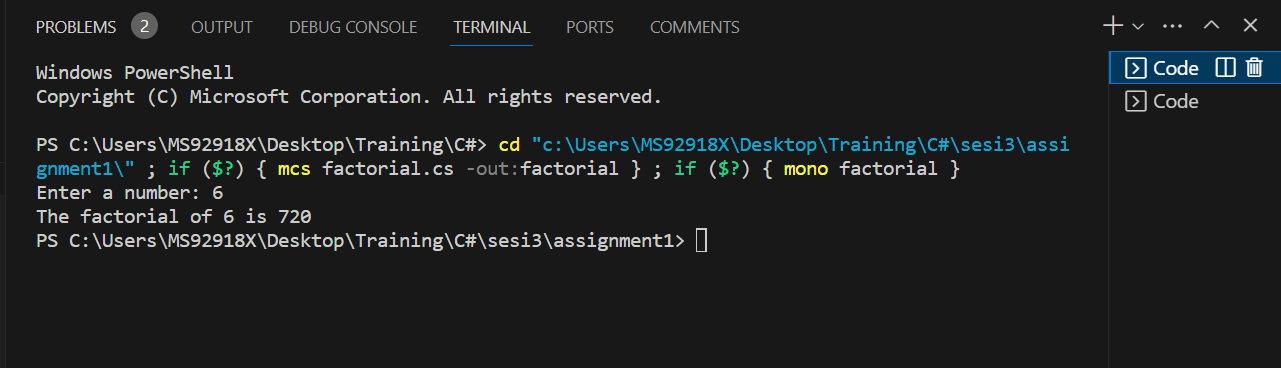 PROBLEMS 2 OUTPUT DEBUG CONSOLE TERMINAL PORTS COMMENTS
Windows PowerShell
Copyright (C) Microsoft Corporation. All rights reserved.
PS C:\Users\MS92918X\Desktop\Training\C#> cd "c:\Users\MS92918X\Desktop\Training\C#\sesi3\assi
gnment1\" ; if ($?) { mcs factorial.cs -out:factorial } ; if ($?) { mono factorial }
Enter a number: 6
The factorial of 6 is 720
PS C:\Users\MS92918X\Desktop\Training\C#\sesi3\assignment1>
Code
Code